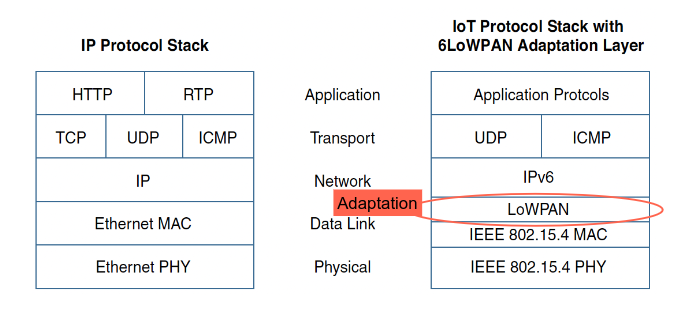 IP Protocol Stack
IoT Protocol Stack with
6LoWPAN Adaptation Layer
HTTP RTP Application Application Protcols
TCP UDP ICMP Transport UDP ICMP
IP Network IPv6
Adaptation LoWPAN
Ethernet MAC Data Link IEEE 802.15.4 MAC
Ethernet PHY Physical IEEE 802.15.4 PHY